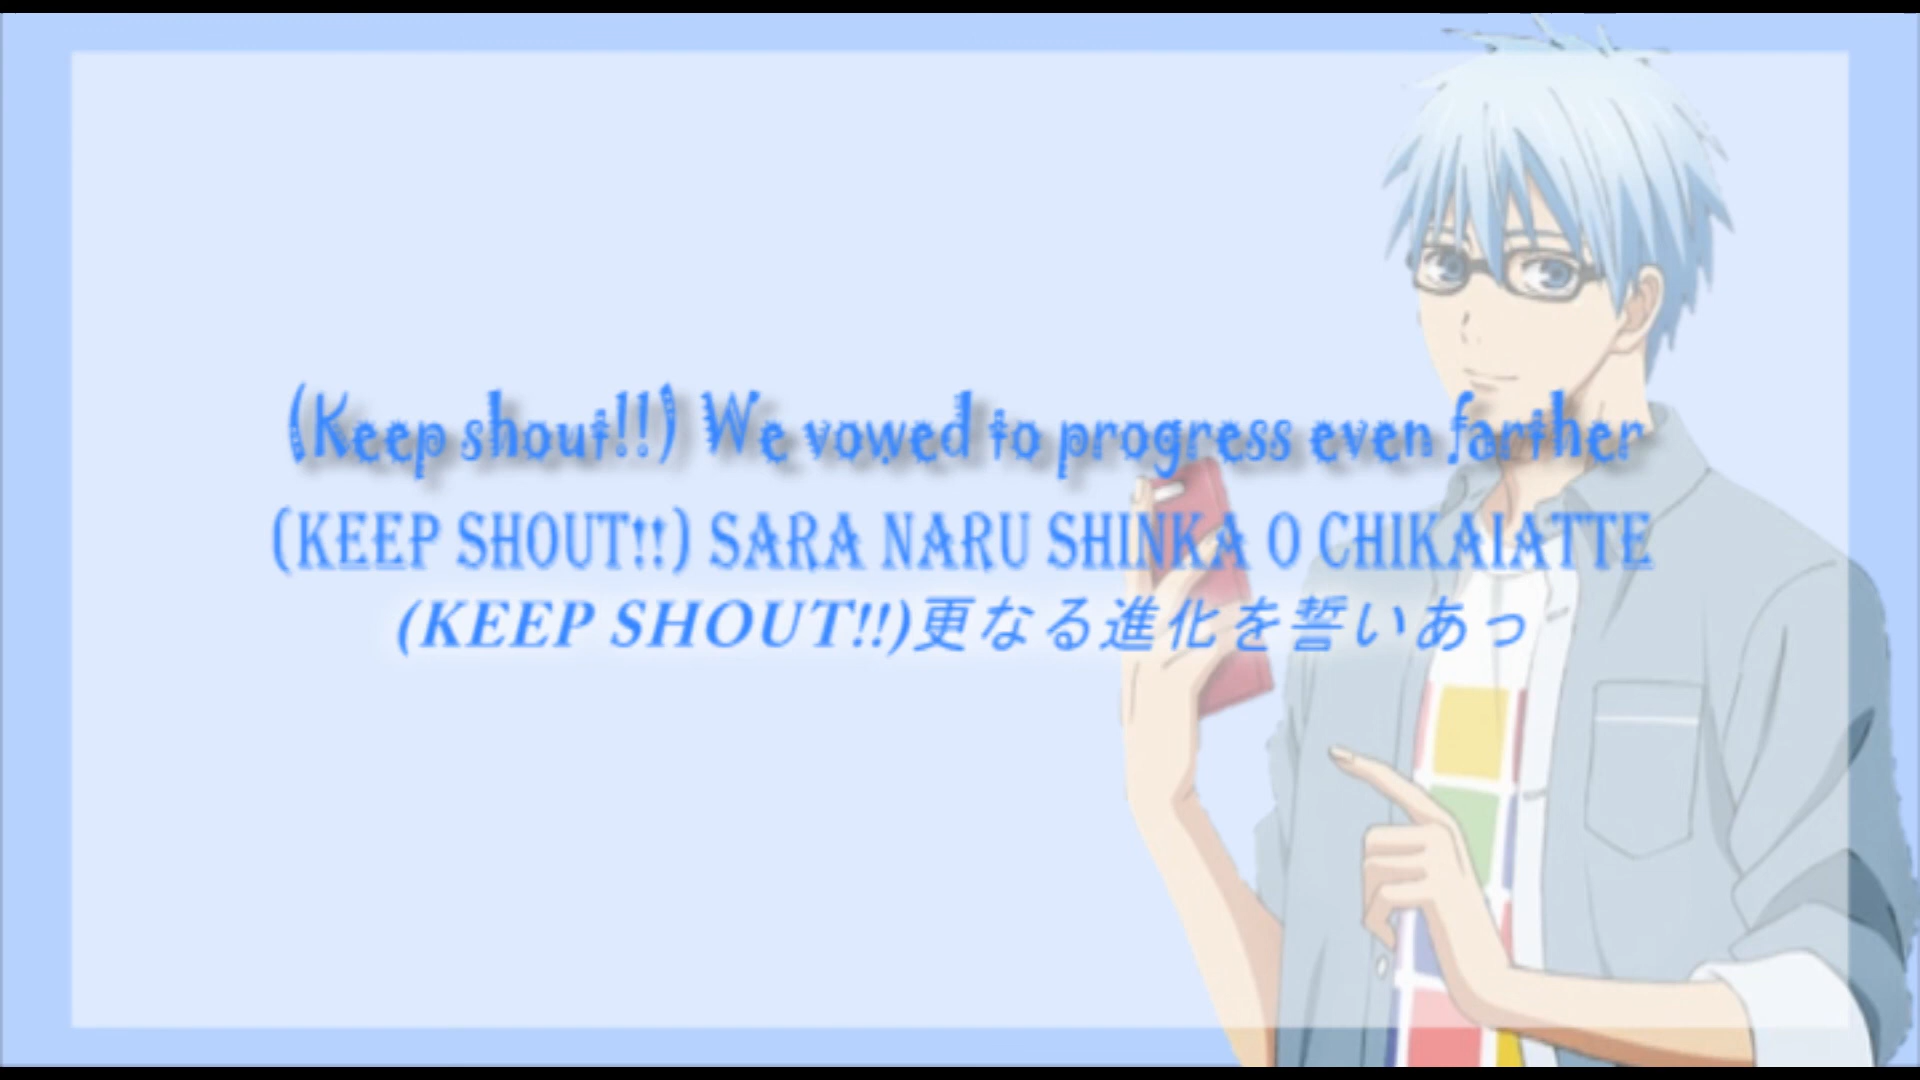 (Keep shout!!) We vowed to progress even farther
(KEEP SHOUT!!) SARA NARU SHINKA O CHIKAIATTE
(KEEP SHOUT!!)更なる進化を誓いあっ